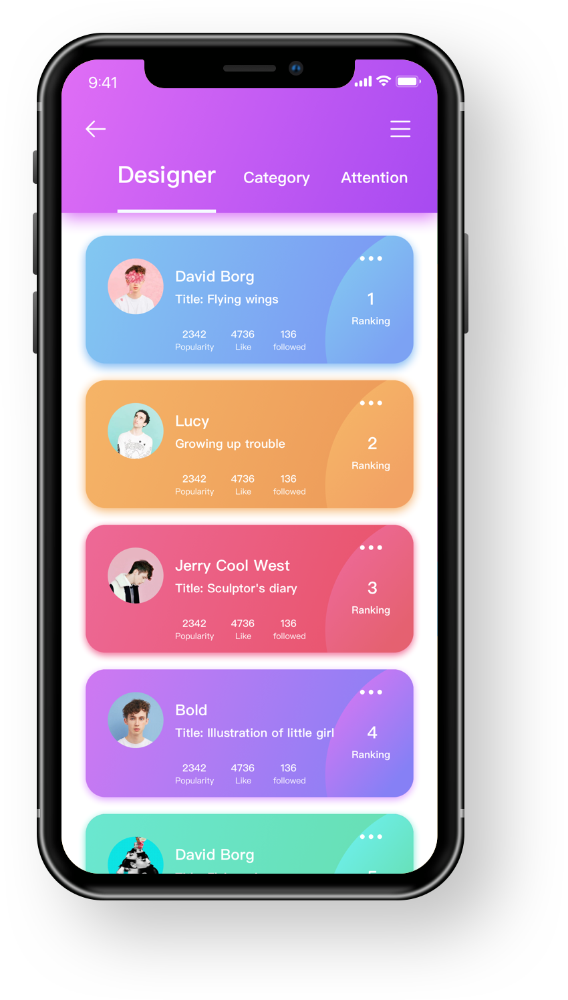 9:41
Designer Category Attention
David Borg
Title: Flying wings
1
Ranking
2342 4736 136
Popularity Like followed
Lucy
Growing up trouble
2
Ranking
2342 4736 136
Popularity Like followed
Jerry Cool West
Title: Sculptor's diary
3
Ranking
2342 4736 136
Popularity Like followed
Bold
Title: Illustration of little girl
4
Ranking
2342 4736 136
Popularity Like followed
David Borg